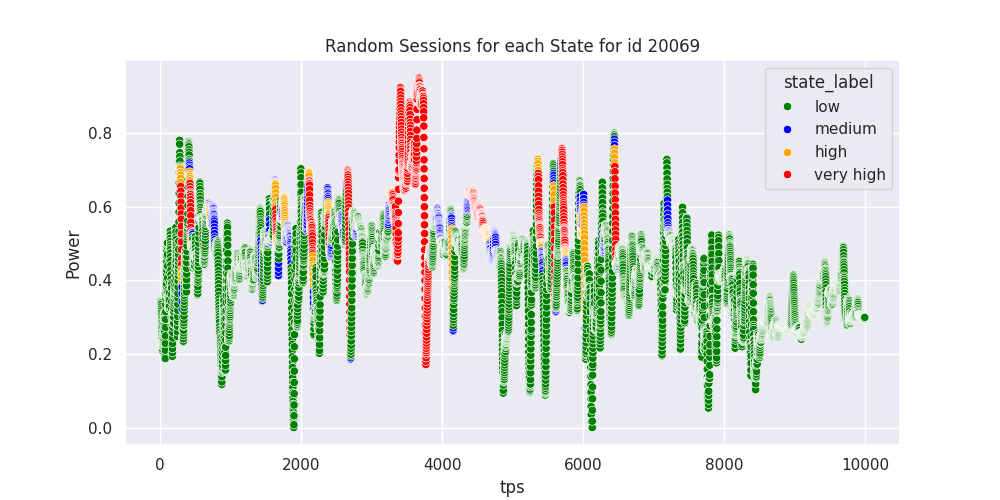 Random Sessions for each State for id 20069
Power
0.8
0.6
0.4
0.2
0.0
state_label
low
medium
high
very high
0 2000 4000 6000 8000 10000
tps